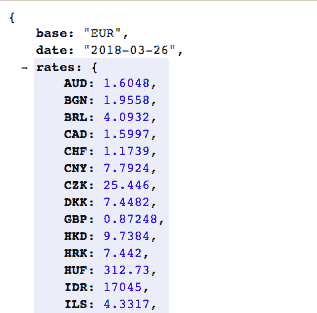 {
base: "EUR",
date: "2018-03-26",
− rates: {
AUD: 1.6048,
BGN: 1.9558,
BRL: 4.0932,
CAD: 1.5997,
CHF: 1.1739,
CNY: 7.7924,
CZK: 25.446,
DKK: 7.4482,
GBP: 0.87248,
HKD: 9.7384,
HRK: 7.442,
HUF: 312.73,
IDR: 17045,
ILS: 4.3317,